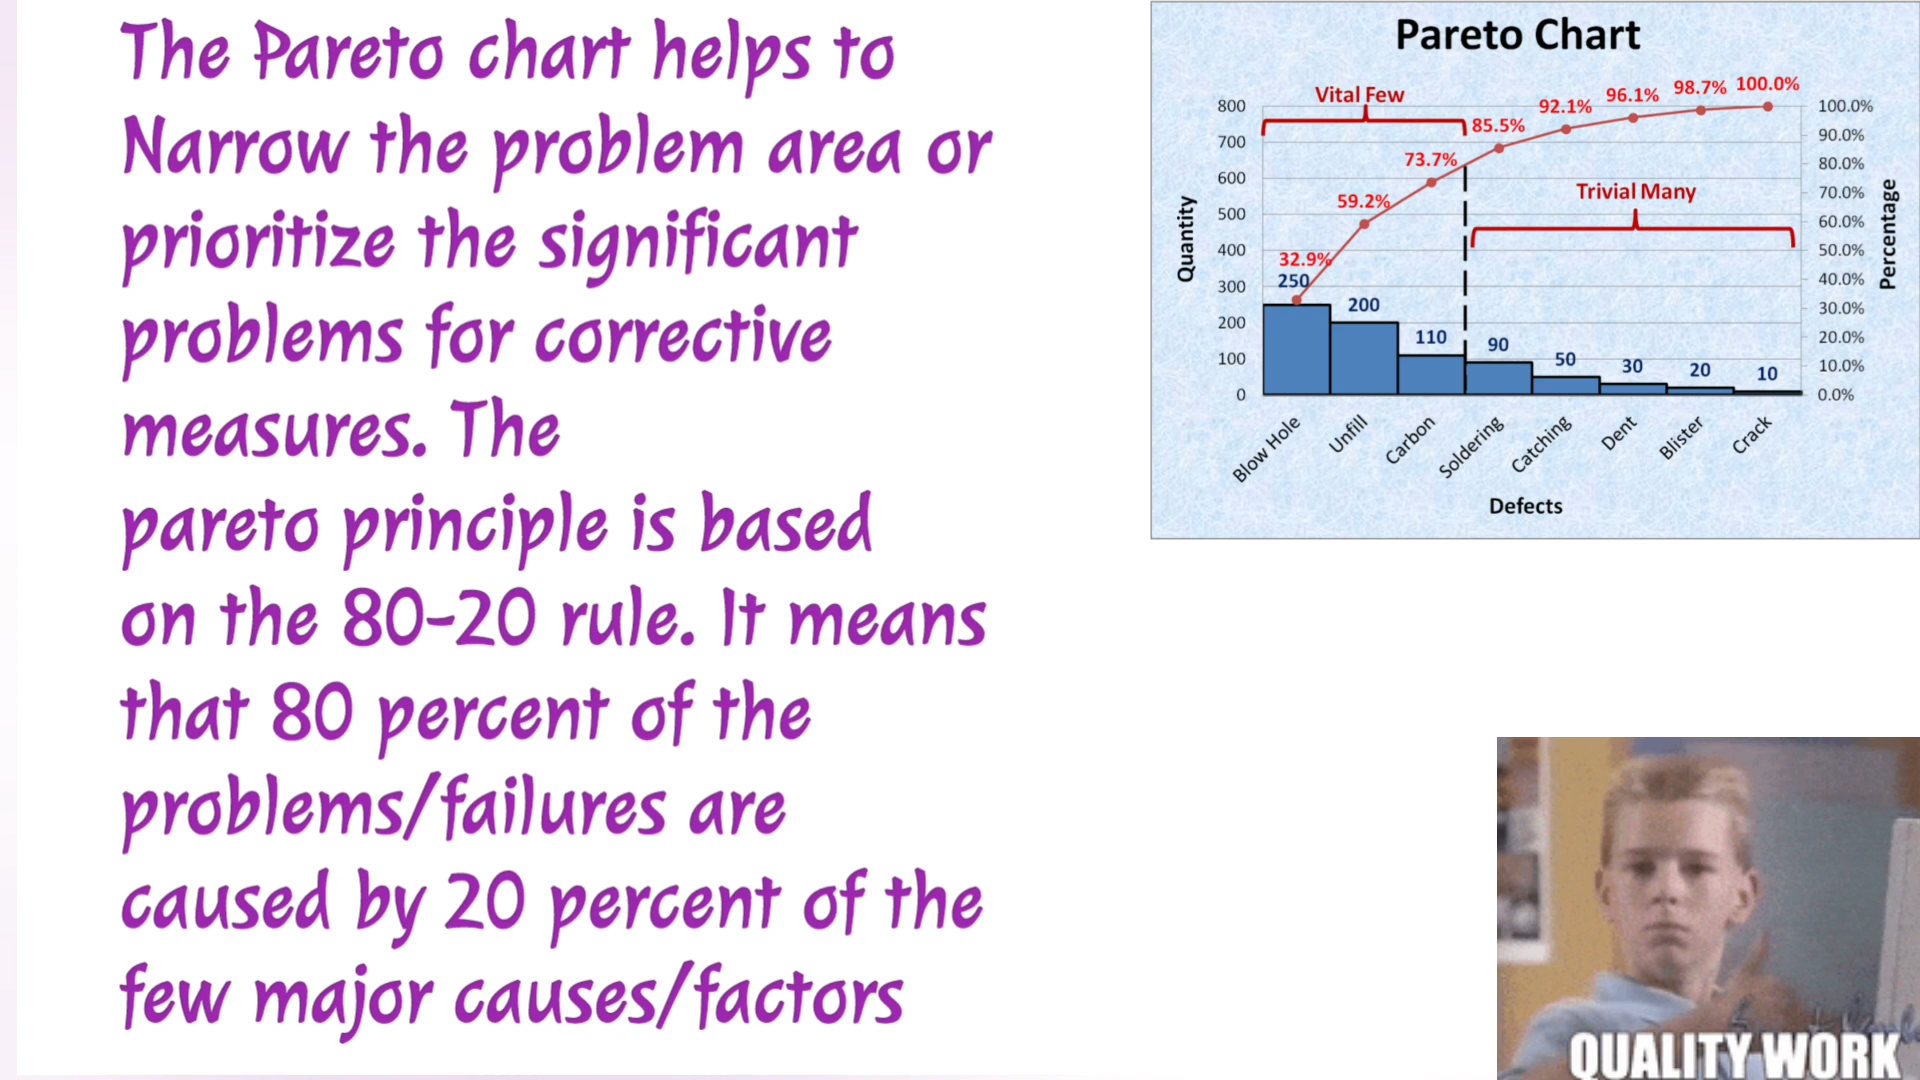 The Pareto chart helps to
Narrow the problem area or
prioritize the significant
problems for corrective
measures. The
pareto principle is based
on the 80-20 rule. It means
that 80 percent of the
problems/failures are
caused by 20 percent of the
few major causes/factors
Pareto Chart
Vital Few
Trivial Many
32.9%
59.2%
73.7%
85.5%
92.1%
96.1%
98.7%
100.0%
Quantity
800
700
600
500
400
300
200
100
0
250
200
110
90
50
30
20
10
100.0%
90.0%
80.0%
70.0%
60.0%
50.0%
40.0%
30.0%
20.0%
10.0%
0.0%
Percentage
Blow Hole
Unfill
Carbon
Soldering
Catching
Dent
Blister
Crack
Defects
QUALITY WORK